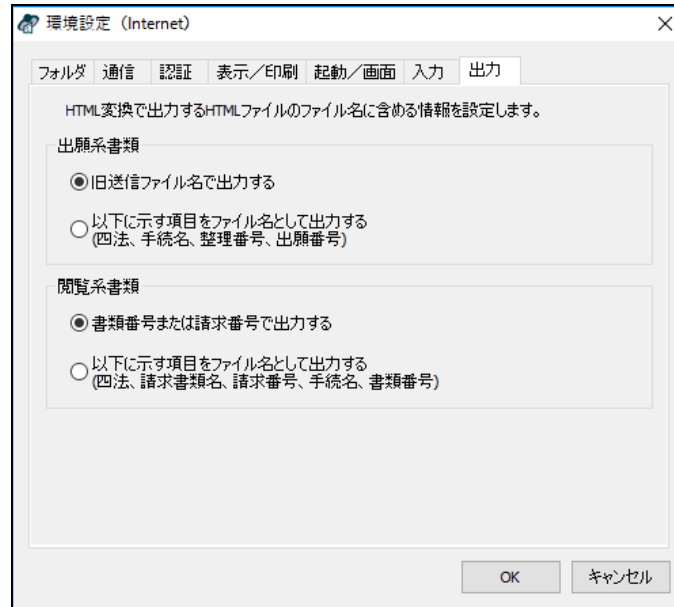 環境設定（Internet）
フォルダ 通信 認証 表示／印刷 起動／画面 入力 出力
HTML変換で出力するHTMLファイルのファイル名に含める情報を設定します。
出願系書類
旧送信ファイル名で出力する
以下に示す項目をファイル名として出力する
(四法、手続名、整理番号、出願番号)
閲覧系書類
書類番号または請求番号で出力する
以下に示す項目をファイル名として出力する
(四法、請求書類名、請求番号、手続名、書類番号)
OK キャンセル